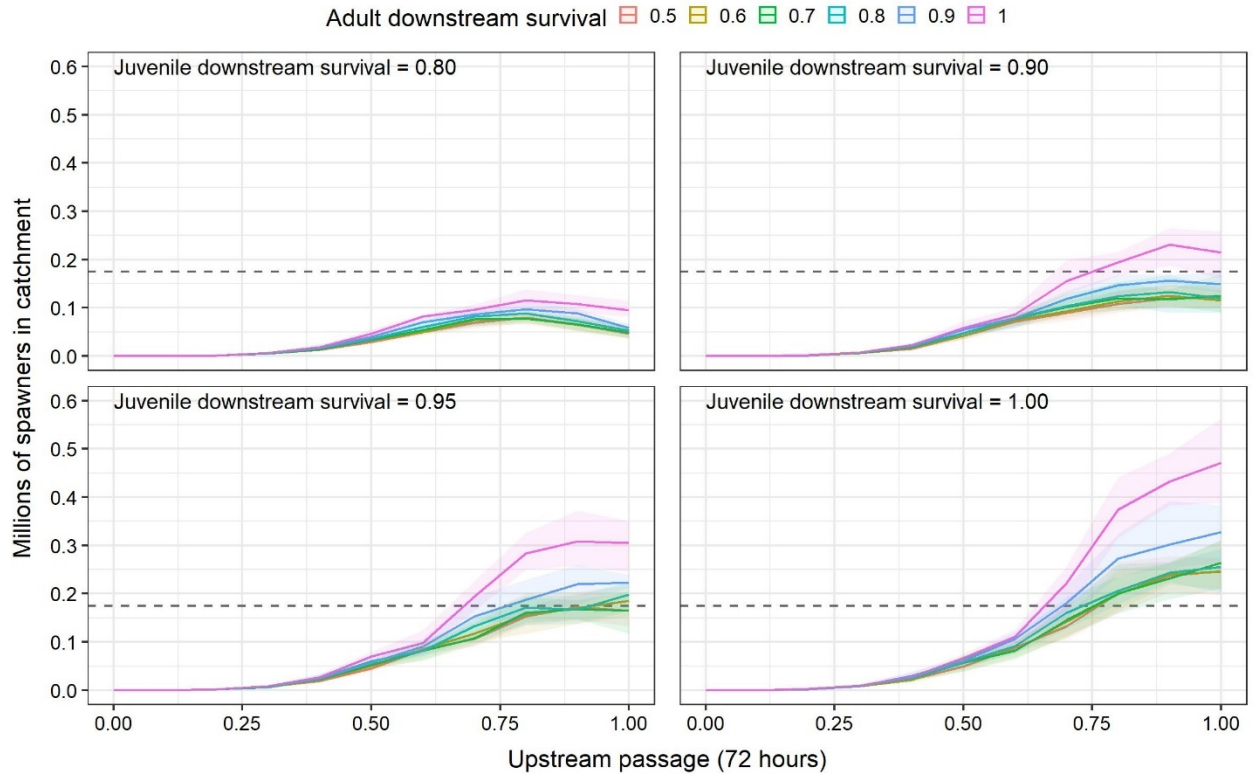 Adult downstream survival 0.5 0.6 0.7 0.8 0.9 1
Juvenile downstream survival = 0.80
Juvenile downstream survival = 0.90
0.6
0.5
0.4
0.3
0.2
0.1
0.0
Juvenile downstream survival = 0.95
Juvenile downstream survival = 1.00
0.6
0.5
0.4
0.3
0.2
0.1
0.0
Millions of spawners in catchment
0.00 0.25 0.50 0.75 1.00
0.00 0.25 0.50 0.75 1.00
Upstream passage (72 hours)